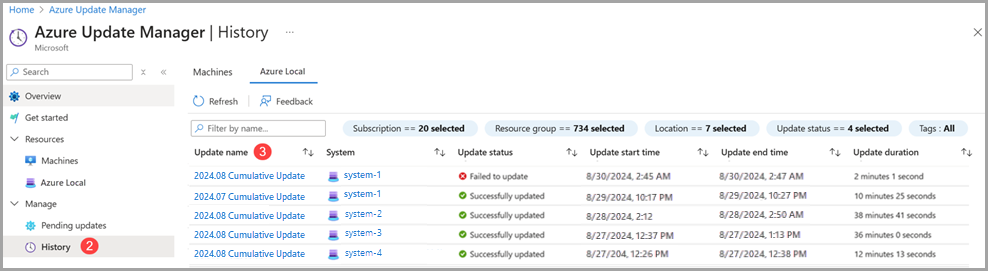 Home > Azure Update Manager
Azure Update Manager | History ...
Microsoft
Search
Overview
Get started
Resources
Machines
Azure Local
Manage
Pending updates
History 2
Machines Azure Local
Refresh Feedback
Filter by name... Subscription == 20 selected Resource group == 734 selected Location == 7 selected Update status == 4 selected Tags : All
Update name 3 System Update status Update start time Update end time Update duration
2024.08 Cumulative Update system-1 Failed to update 8/30/2024, 2:45 AM 8/30/2024, 2:47 AM 2 minutes 1 second
2024.07 Cumulative Update system-1 Successfully updated 8/29/2024, 10:17 PM 8/29/2024, 10:27 PM 10 minutes 25 seconds
2024.08 Cumulative Update system-2 Successfully updated 8/28/2024, 2:12 8/28/2024, 2:50 AM 38 minutes 41 seconds
2024.08 Cumulative Update system-3 Successfully updated 8/27/2024, 12:37 PM 8/27/2024, 1:13 PM 36 minutes 0 seconds
2024.08 Cumulative Update system-4 Successfully updated 8/27/204, 12:26 PM 8/27/2024, 12:38 PM 12 minutes 13 seconds